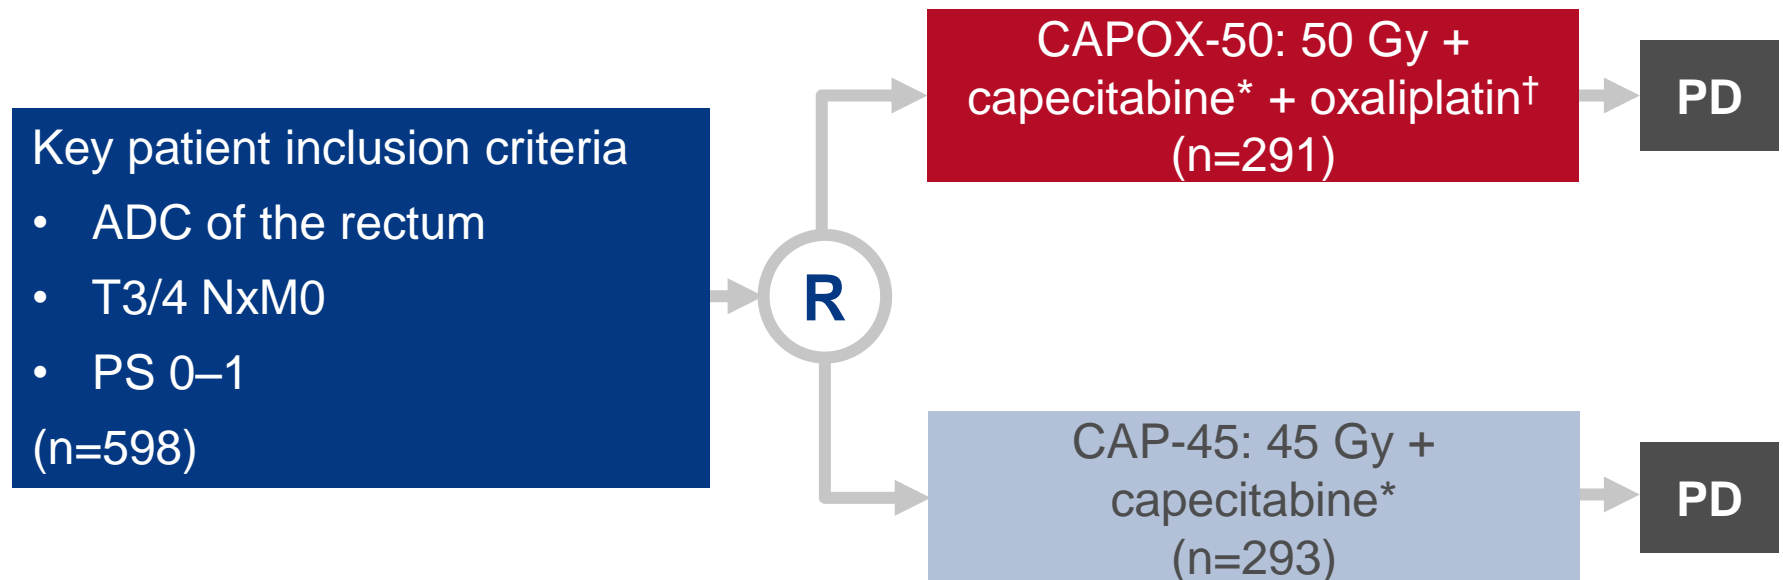 Key patient inclusion criteria
• ADC of the rectum
• T3/4 NxM0
• PS 0–1
(n=598)
R
CAPOX-50: 50 Gy +
capecitabine* + oxaliplatin†
(n=291)
PD
CAP-45: 45 Gy +
capecitabine*
(n=293)
PD